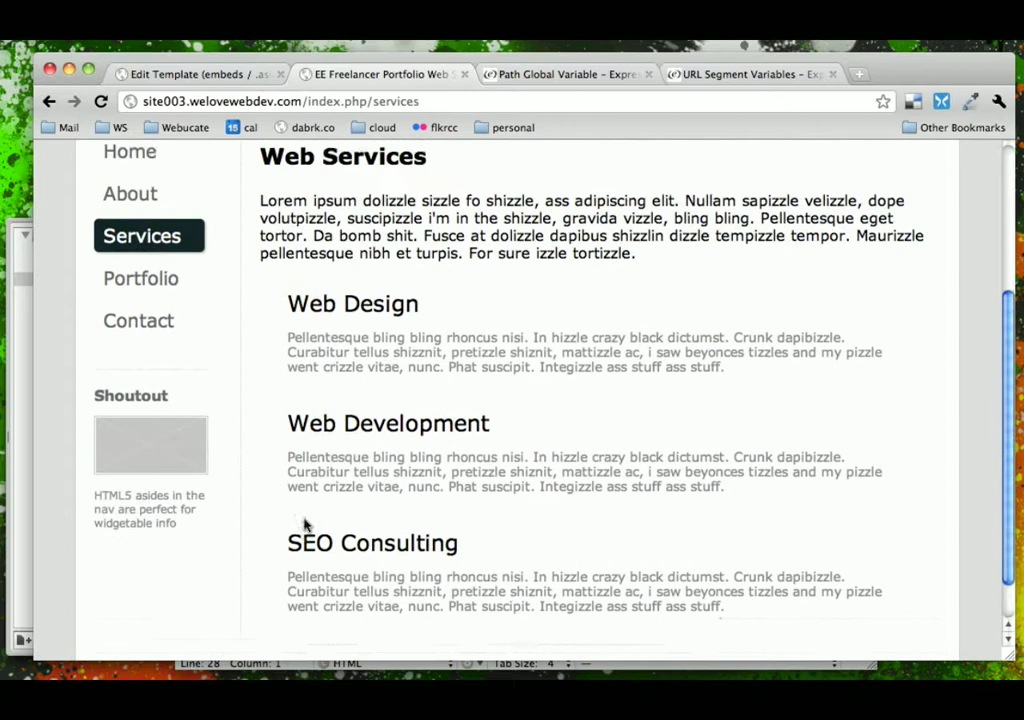 Edit Template (embeds / .as
EE Freelancer Portfolio Web S
Path Global Variable - Expre
URL Segment Variables - Exp
site003.welovewebdev.com/index.php/services
Mail
WS
Webucate
15 cal
dabrk.co
cloud
flkrcc
personal
Other Bookmarks
Home
About
Services
Portfolio
Contact
Shoutout
HTML5 asides in the
nav are perfect for
widgetable info
Web Services
Lorem ipsum dolizzle sizzle fo shizzle, ass adipiscing elit. Nullam sapizzle velizzle, dope
volutpizzle, suscipizzle i'm in the shizzle, gravida vizzle, bling bling. Pellentesque eget
tortor. Da bomb shit. Fusce at dolizzle dapibus shizzlin dizzle tempizzle tempor. Maurizzle
pellentesque nibh et turpis. For sure izzle tortizzle.
Web Design
Pellentesque bling bling rhoncus nisi. In hizzle crazy black dictumst. Crunk dapibizzle.
Curabitur tellus shizznit, pretizzle shiznit, mattizzle ac, i saw beyonces tizzles and my pizzle
went crizzle vitae, nunc. Phat suscipit. Integizzle ass stuff ass stuff.
Web Development
Pellentesque bling bling rhoncus nisi. In hizzle crazy black dictumst. Crunk dapibizzle.
Curabitur tellus shizznit, pretizzle shiznit, mattizzle ac, i saw beyonces tizzles and my pizzle
went crizzle vitae, nunc. Phat suscipit. Integizzle ass stuff ass stuff.
SEO Consulting
Pellentesque bling bling rhoncus nisi. In hizzle crazy black dictumst. Crunk dapibizzle.
Curabitur tellus shizznit, pretizzle shiznit, mattizzle ac, i saw beyonces tizzles and my pizzle
went crizzle vitae, nunc. Phat suscipit. Integizzle ass stuff ass stuff.
Line: 28 Column: 1 HTML Tab Size: 4